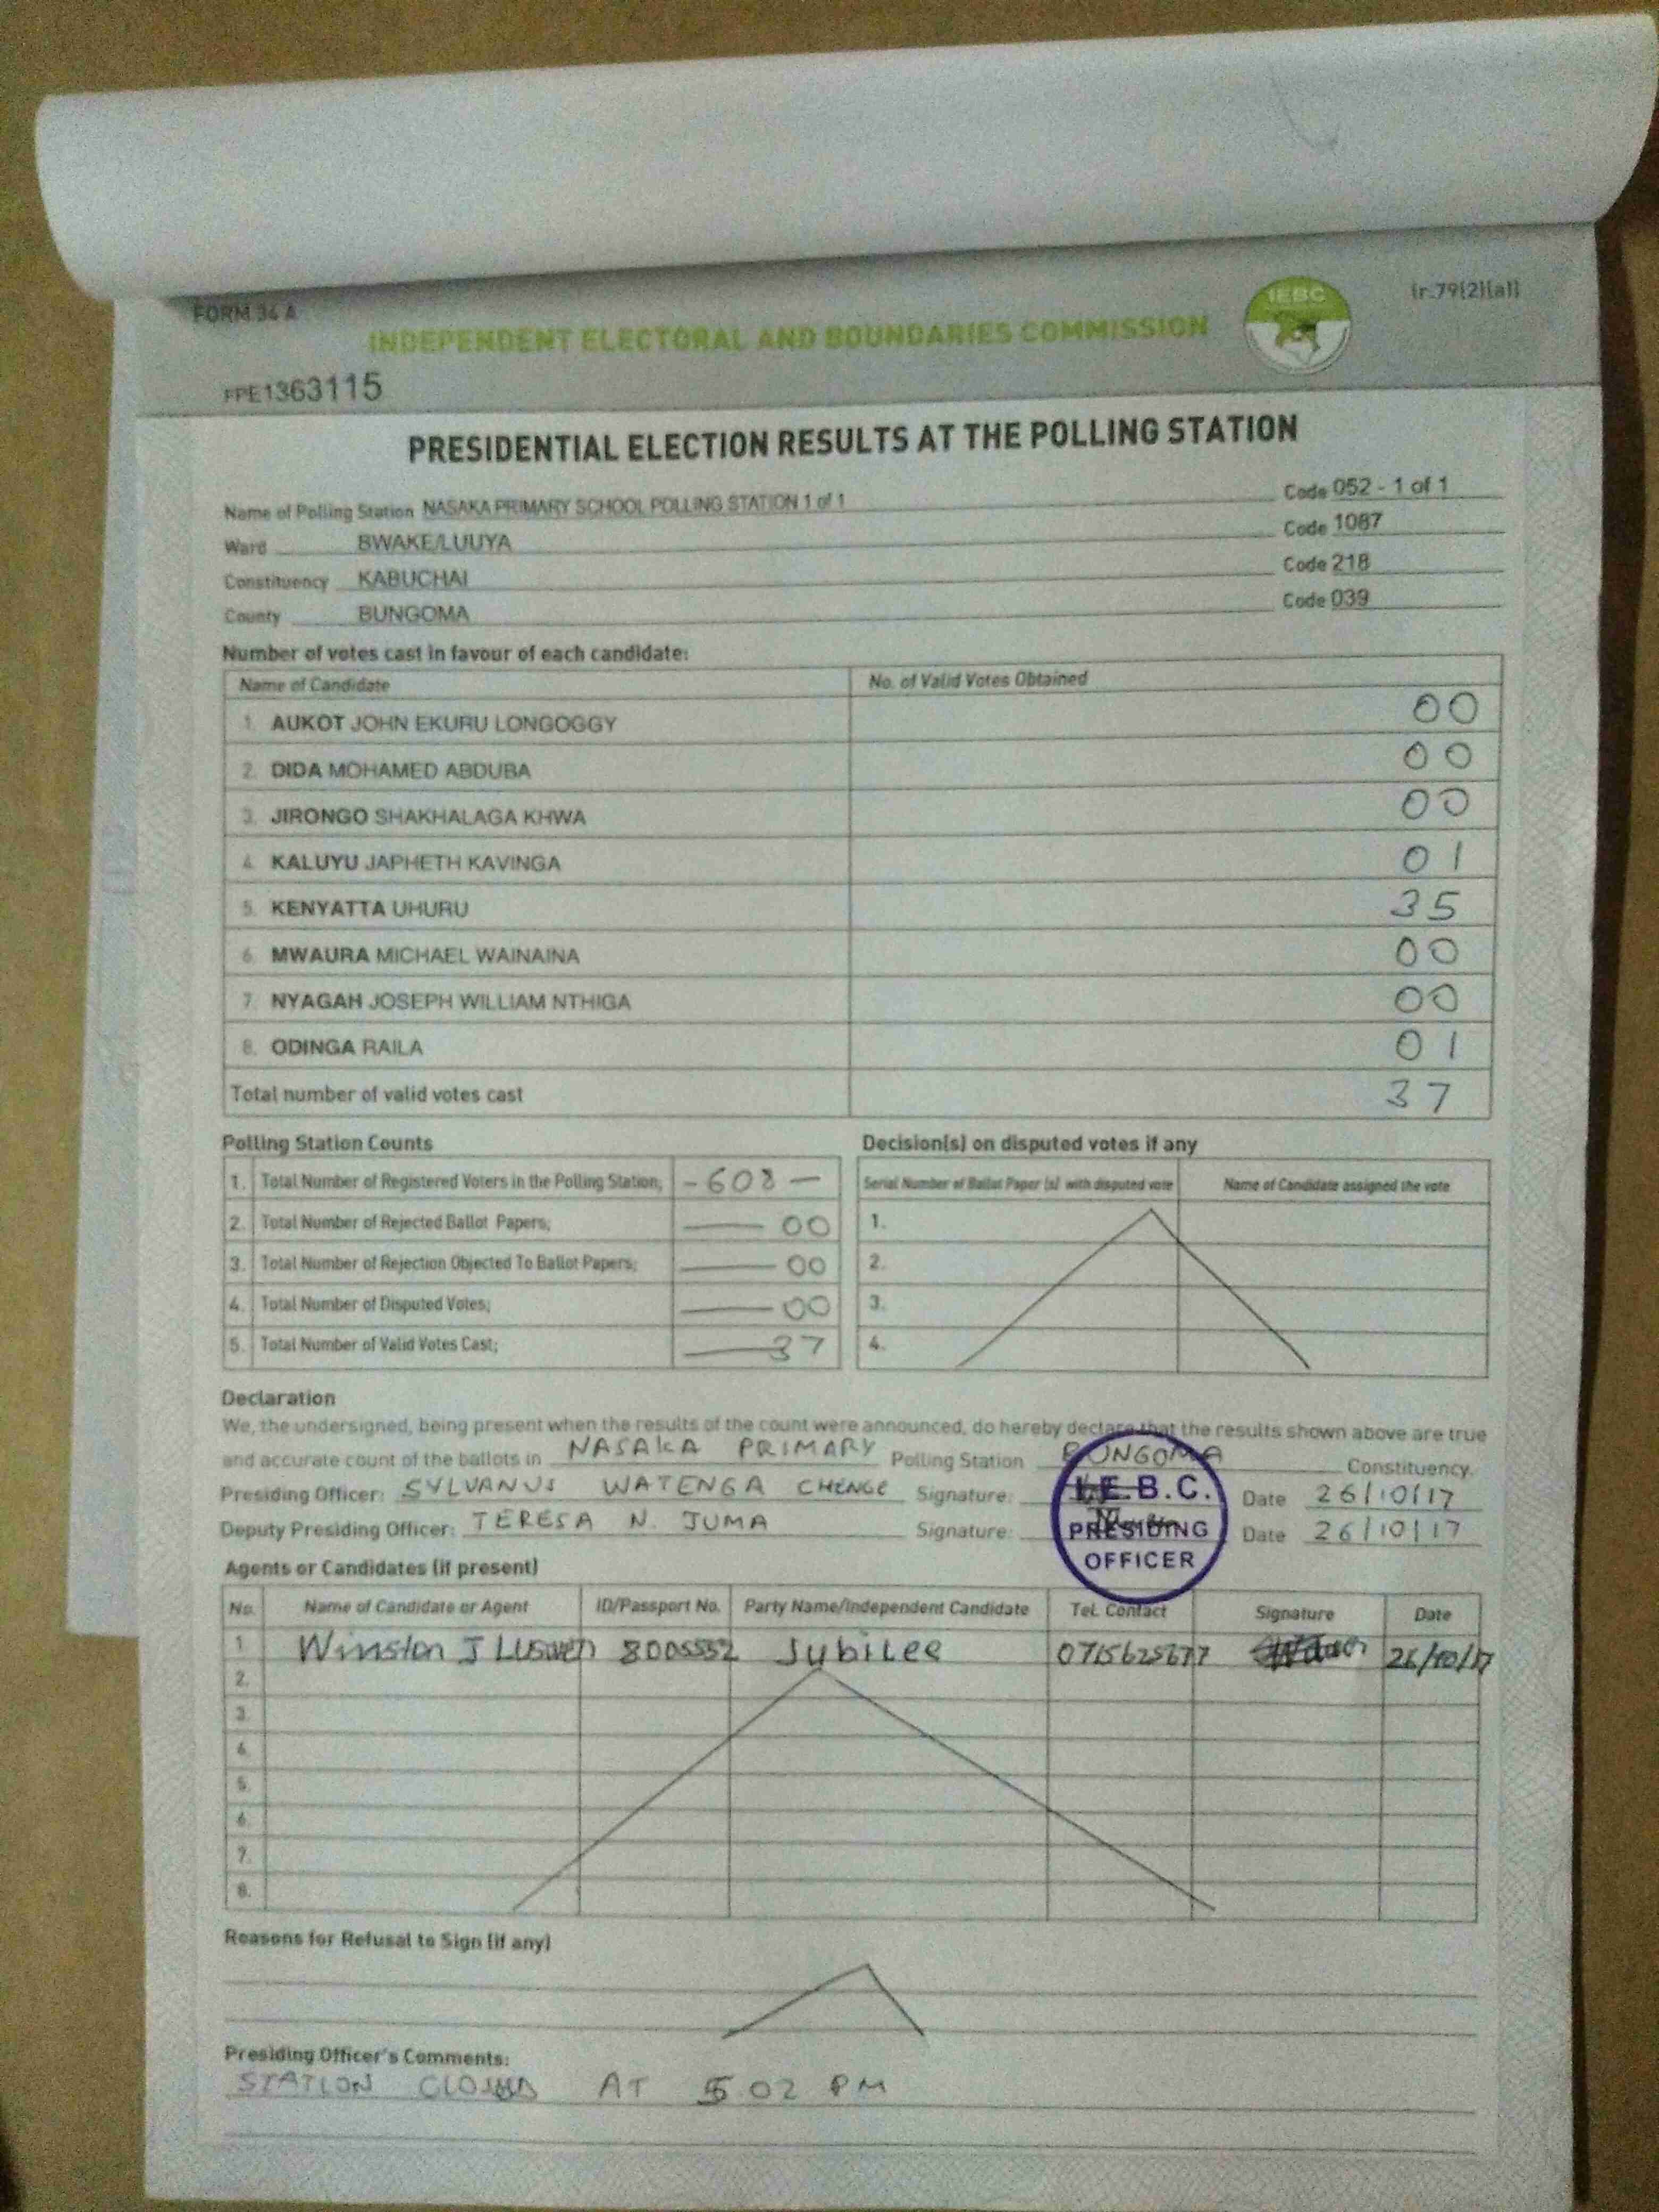 FORM 34 A
(r.79(2)(a))
IEBC
INDEPENDENT ELECTORAL AND BOUNDARIES COMMISSION
FPE1363115
PRESIDENTIAL ELECTION RESULTS AT THE POLLING STATION
Name of Polling Station NASAKA PRIMARY SCHOOL POLLING STATION 1 of 1 Code 052 - 1 of 1
Ward BWAKE/LUUYA Code 1087
Constituency KABUCHAI Code 218
County BUNGOMA Code 039
Number of votes cast in favour of each candidate:
Name of Candidate No. of Valid Votes Obtained
1. AUKOT JOHN EKURU LONGOGGY 00
2. DIDA MOHAMED ABDUBA 00
3. JIRONGO SHAKHALAGA KHWA 00
4. KALUYU JAPHETH KAVINGA 01
5. KENYATTA UHURU 35
6. MWAURA MICHAEL WAINAINA 00
7. NYAGAH JOSEPH WILLIAM NTHIGA 00
8. ODINGA RAILA 01
Total number of valid votes cast 37
Polling Station Counts
1. Total Number of Registered Voters in the Polling Station; - 608 -
2. Total Number of Rejected Ballot Papers; 00
3. Total Number of Rejection Objected To Ballot Papers; 00
4. Total Number of Disputed Votes; 00
5. Total Number of Valid Votes Cast; 37
Decision(s) on disputed votes if any
Serial Number of Ballot Paper (s) with disputed vote Name of Candidate assigned the vote
1.
2.
3.
4.
Declaration
We, the undersigned, being present when the results of the count were announced, do hereby declare that the results shown above are true
and accurate count of the ballots in NASAKA PRIMARY Polling Station BUNGOMA Constituency.
Presiding Officer: SYLVANUS WATENGA CHENGE Signature: Date 26/10/17
Deputy Presiding Officer: TERESA N. JUMA Signature: Date 26/10/17
I.E.B.C.
PRESIDING
OFFICER
Agents or Candidates (if present)
No. Name of Candidate or Agent ID/Passport No. Party Name/Independent Candidate Tel. Contact Signature Date
1 Winston J Jubilee 26/10/17
2.
3.
4.
5.
6.
7.
8.
Reasons for Refusal to Sign (if any)
Presiding Officer's Comments:
STATION CLOSED AT 5 02 PM